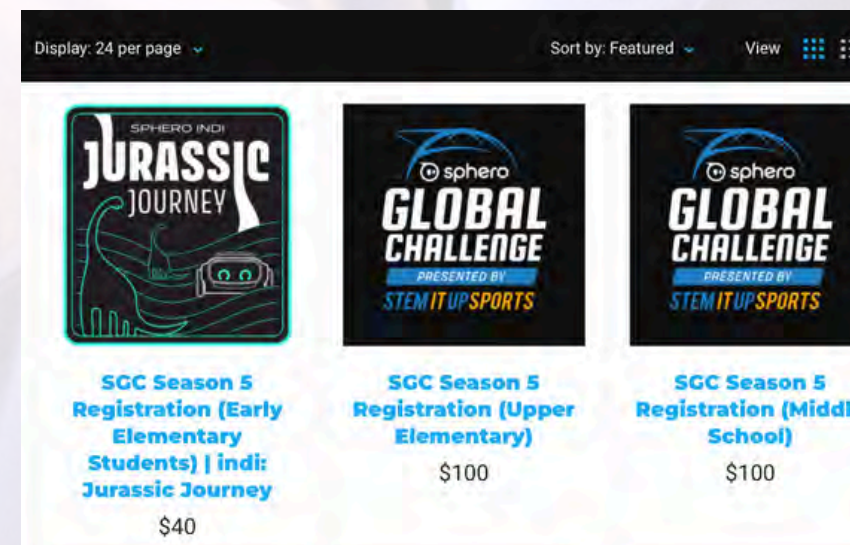 Display: 24 per page
Sort by: Featured
View
SPHERO INDI
JURASSIC
JOURNEY
sphero
GLOBAL
CHALLENGE
PRESENTED BY
STEM IT UP SPORTS
sphero
GLOBAL
CHALLENGE
PRESENTED BY
STEM IT UP SPORTS
SGC Season 5
Registration (Early
Elementary
Students) | indi:
Jurassic Journey
$40
SGC Season 5
Registration (Upper
Elementary)
$100
SGC Season 5
Registration (Middl
School)
$100